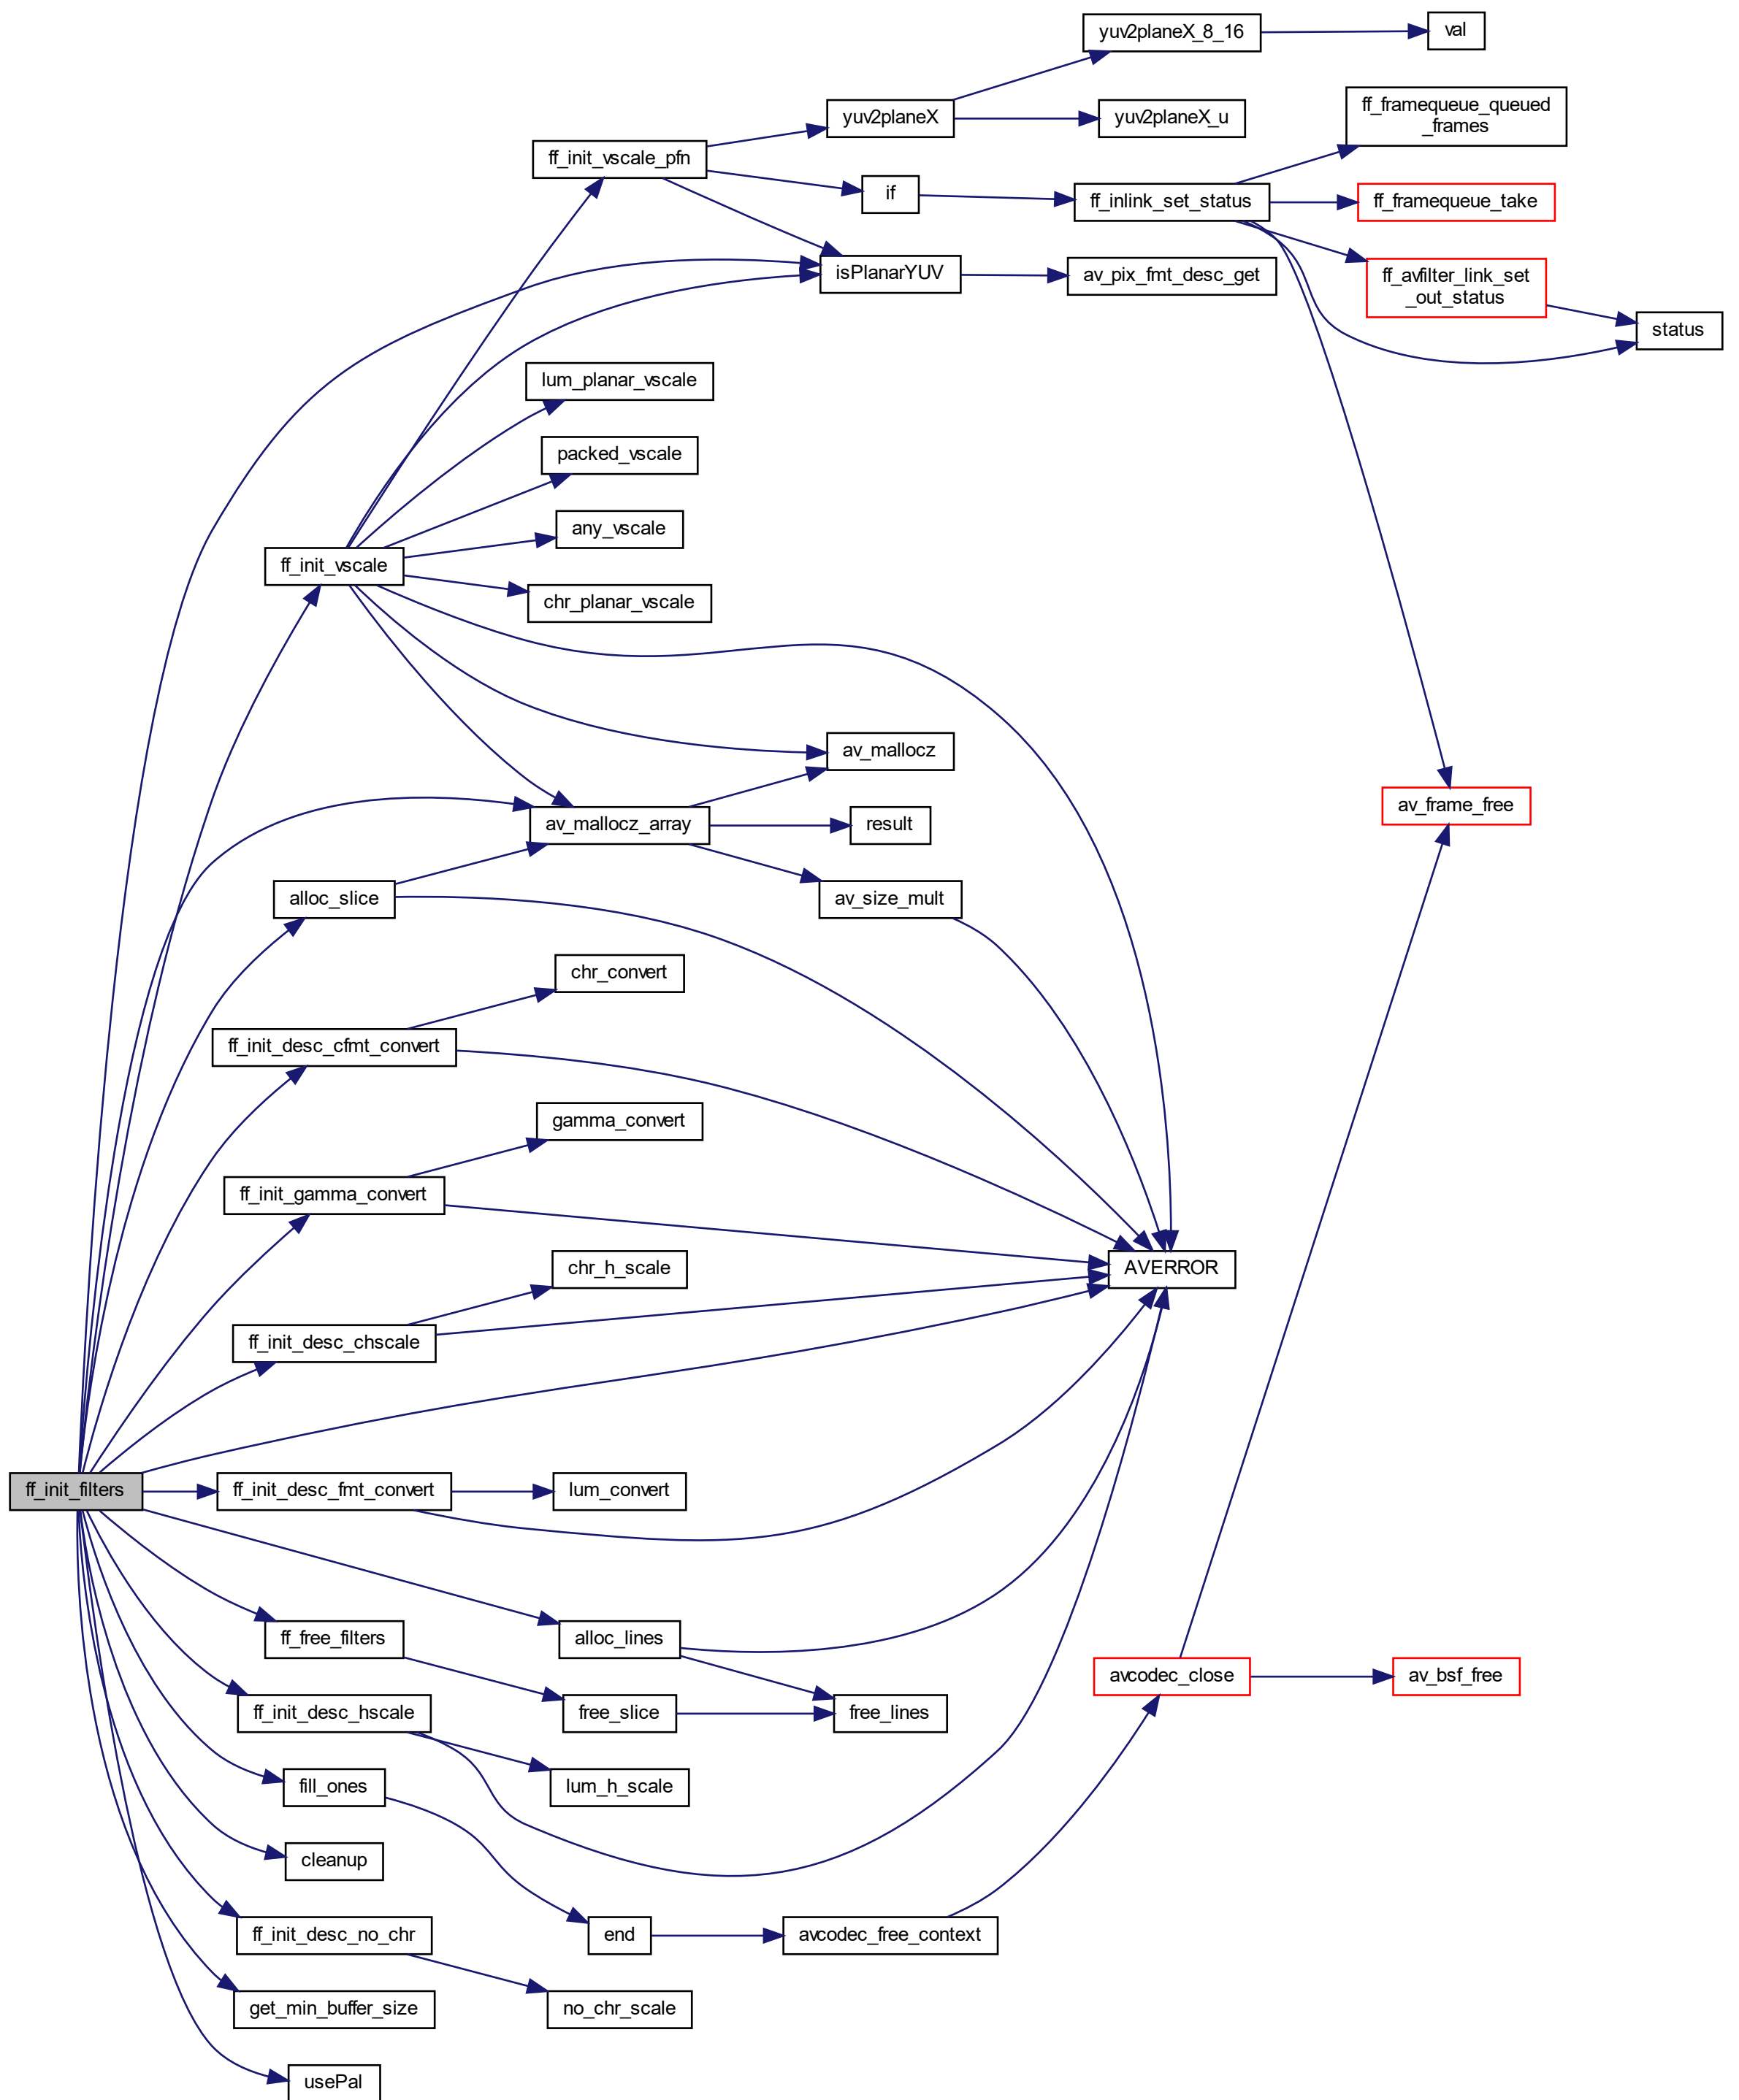 yuv2planeX_8_16
val
ff_framequeue_queued
_frames
yuv2planeX
yuv2planeX_u
ff_init_vscale_pfn
if
ff_inlink_set_status
ff_framequeue_take
isPlanarYUV
av_pix_fmt_desc_get
ff_avfilter_link_set
_out_status
status
lum_planar_vscale
packed_vscale
any_vscale
ff_init_vscale
chr_planar_vscale
av_mallocz
av_frame_free
av_mallocz_array
result
alloc_slice
av_size_mult
chr_convert
ff_init_desc_cfmt_convert
gamma_convert
ff_init_gamma_convert
chr_h_scale
AVERROR
ff_init_desc_chscale
ff_init_filters
ff_init_desc_fmt_convert
lum_convert
ff_free_filters
alloc_lines
avcodec_close
av_bsf_free
ff_init_desc_hscale
free_slice
free_lines
fill_ones
lum_h_scale
cleanup
ff_init_desc_no_chr
end
avcodec_free_context
get_min_buffer_size
no_chr_scale
usePal